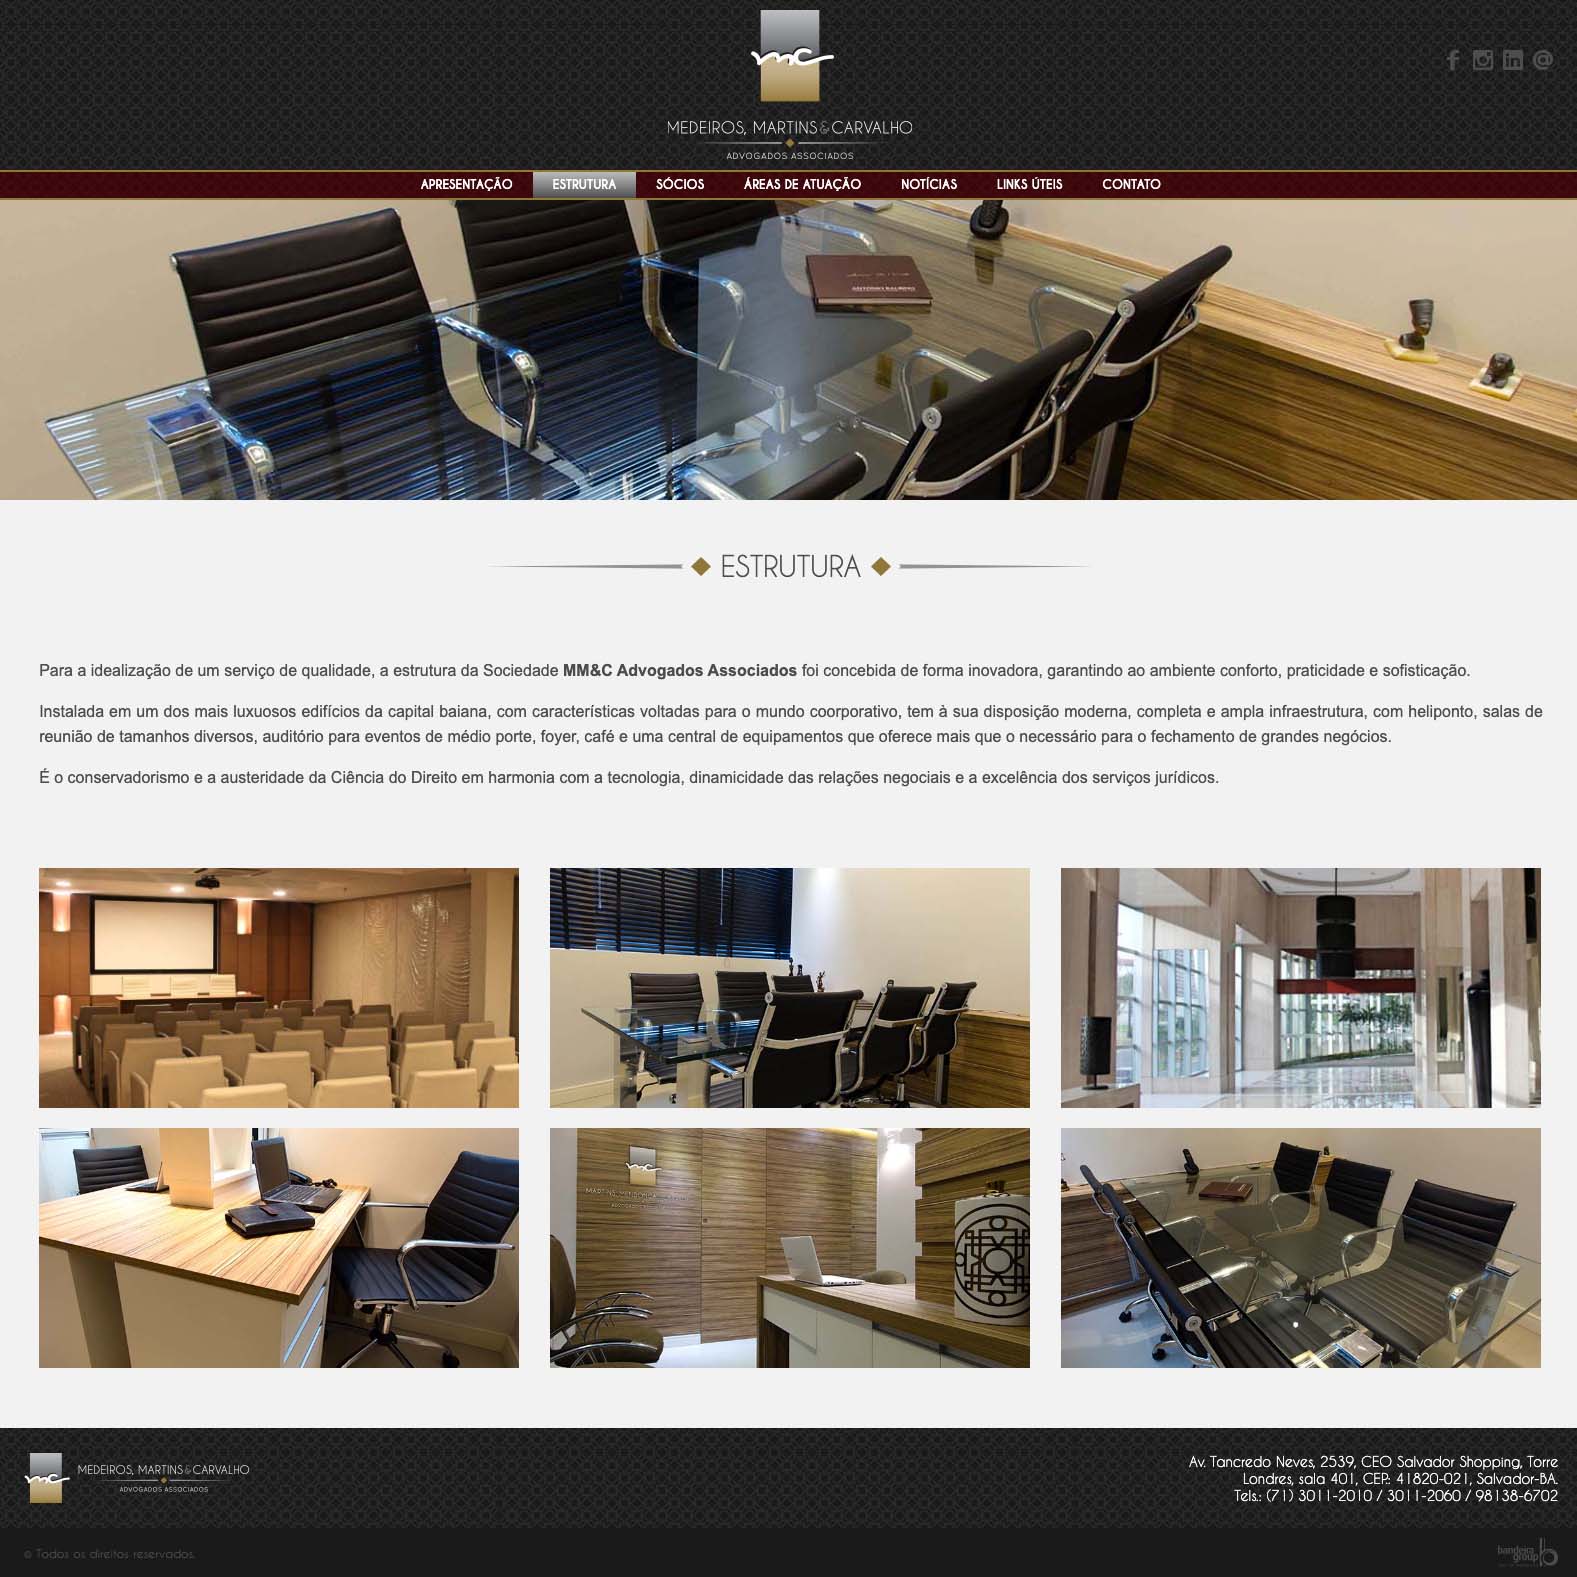 mc
MEDEIROS, MARTINS & CARVALHO
ADVOGADOS ASSOCIADOS
APRESENTAÇÃO
ESTRUTURA
SÓCIOS
ÁREAS DE ATUAÇÃO
NOTÍCIAS
LINKS ÚTEIS
CONTATO
ESTRUTURA
Para a idealização de um serviço de qualidade, a estrutura da Sociedade MM&C Advogados Associados foi concebida de forma inovadora, garantindo ao ambiente conforto, praticidade e sofisticação.
Instalada em um dos mais luxuosos edifícios da capital baiana, com características voltadas para o mundo coorporativo, tem à sua disposição moderna, completa e ampla infraestrutura, com heliponto, salas de
reunião de tamanhos diversos, auditório para eventos de médio porte, foyer, café e uma central de equipamentos que oferece mais que o necessário para o fechamento de grandes negócios.
É o conservadorismo e a austeridade da Ciência do Direito em harmonia com a tecnologia, dinamicidade das relações negociais e a excelência dos serviços jurídicos.
mc
mc
MEDEIROS, MARTINS & CARVALHO
ADVOGADOS ASSOCIADOS
Av. Tancredo Neves, 2539, CEO Salvador Shopping, Torre
Londres, sala 401, CEP: 41820-021, Salvador-BA.
Tels.: (71) 3011-2010 / 3011-2060 / 98138-6702
© Todos os direitos reservados.
bandeira
group